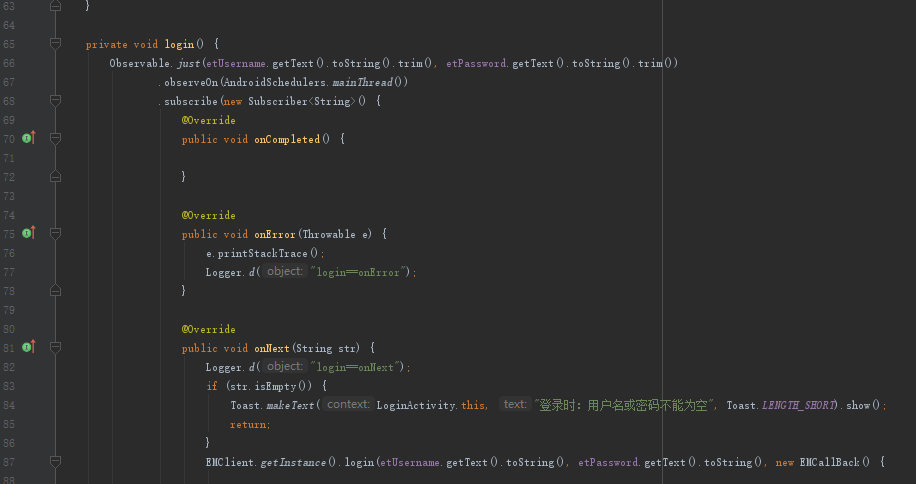 63 }
64
65 private void login() {
66 Observable.just(etUsername.getText().toString().trim(), etPassword.getText().toString().trim())
67 .observeOn(AndroidSchedulers.mainThread())
68 .subscribe(new Subscriber<String>() {
69 @Override
70 public void onCompleted() {
71
72 }
73
74 @Override
75 public void onError(Throwable e) {
76 e.printStackTrace();
77 Logger.d( object: "login==onError");
78 }
79
80 @Override
81 public void onNext(String str) {
82 Logger.d( object: "login==onNext");
83 if (str.isEmpty()) {
84 Toast.makeText( context: LoginActivity.this, text: "登录时：用户名或密码不能为空", Toast.LENGTH_SHORT).show();
85 return;
86 }
87 EMClient.getInstance().login(etUsername.getText().toString(), etPassword.getText().toString(), new EMCallBack() {
88